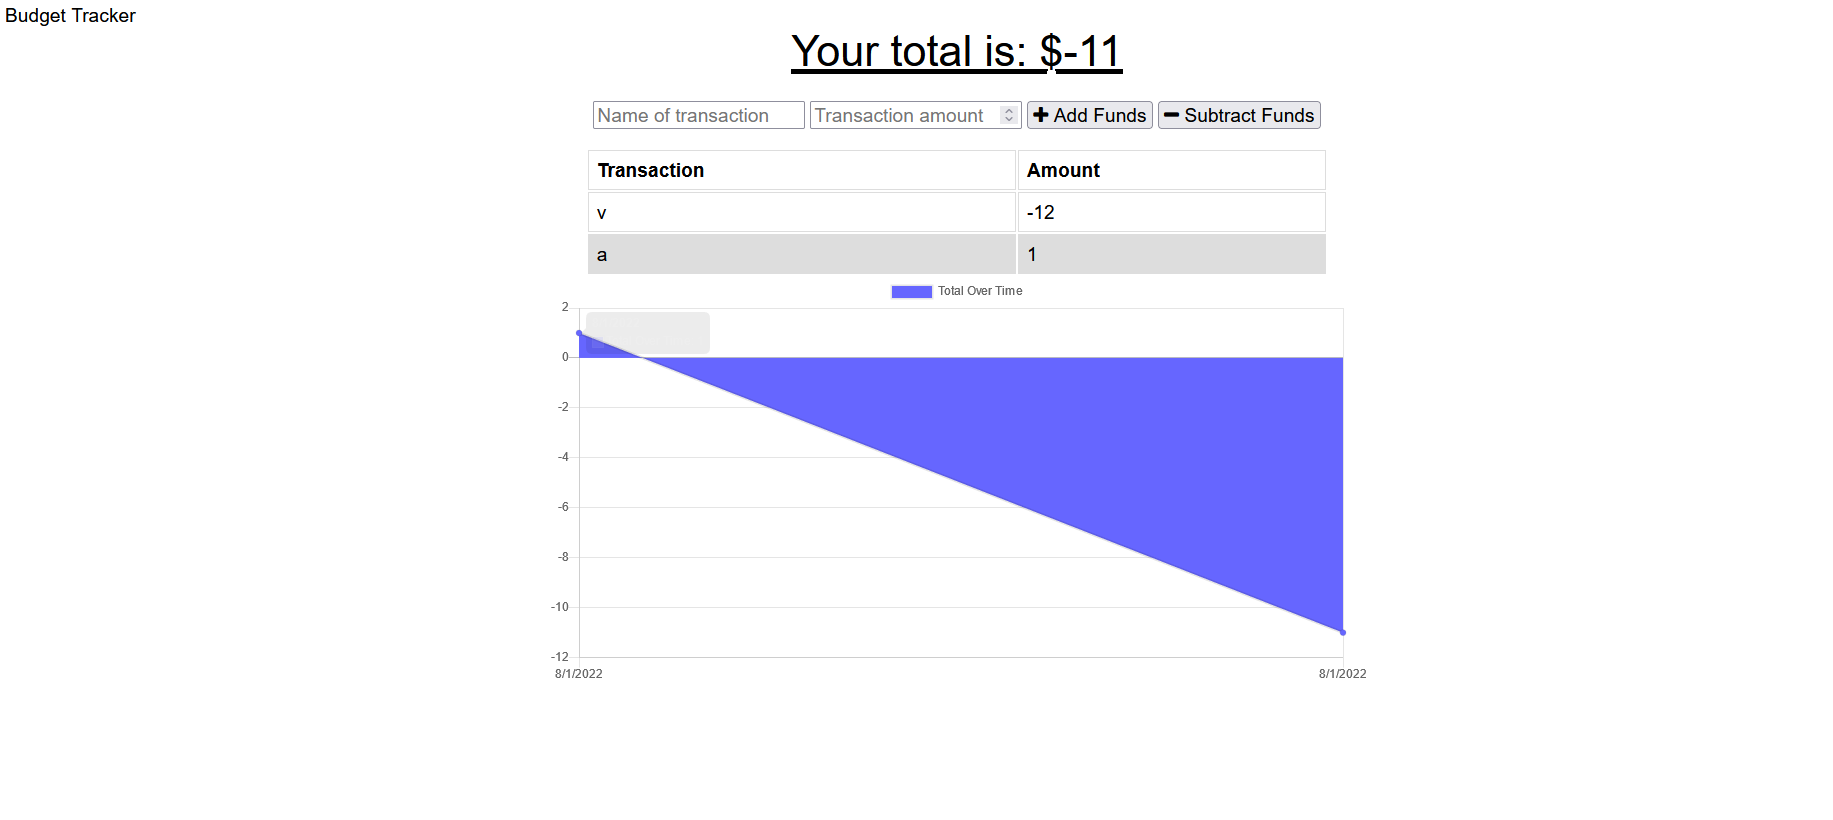 Budget Tracker
Your total is: $-11
Name of transaction Transaction amount Add Funds Subtract Funds
Transaction Amount
v -12
a 1
Total Over Time
2
0
-2
-4
-6
-8
-10
-12
8/1/2022 8/1/2022